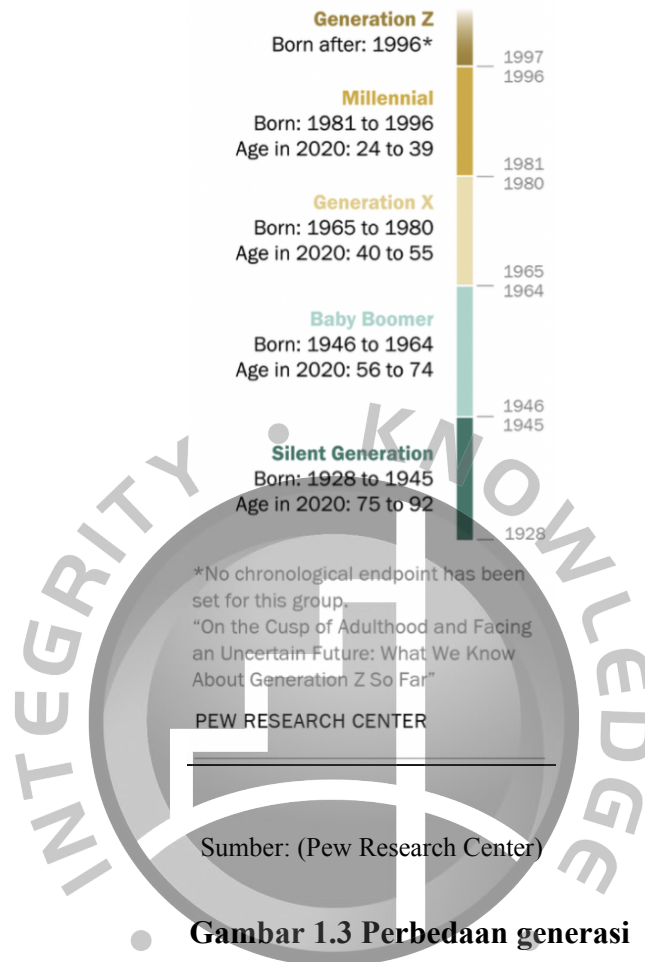 Generation Z
Born after: 1996*
1997
1996
Millennial
Born: 1981 to 1996
Age in 2020: 24 to 39
1981
1980
Generation X
Born: 1965 to 1980
Age in 2020: 40 to 55
1965
1964
Baby Boomer
Born: 1946 to 1964
Age in 2020: 56 to 74
1946
1945
Silent Generation
Born: 1928 to 1945
Age in 2020: 75 to 92
1928
*No chronological endpoint has been
set for this group.
“On the Cusp of Adulthood and Facing
an Uncertain Future: What We Know
About Generation Z So Far”
PEW RESEARCH CENTER
Sumber: (Pew Research Center)
Gambar 1.3 Perbedaan generasi
INTEGRITY • KNOWLEDGE